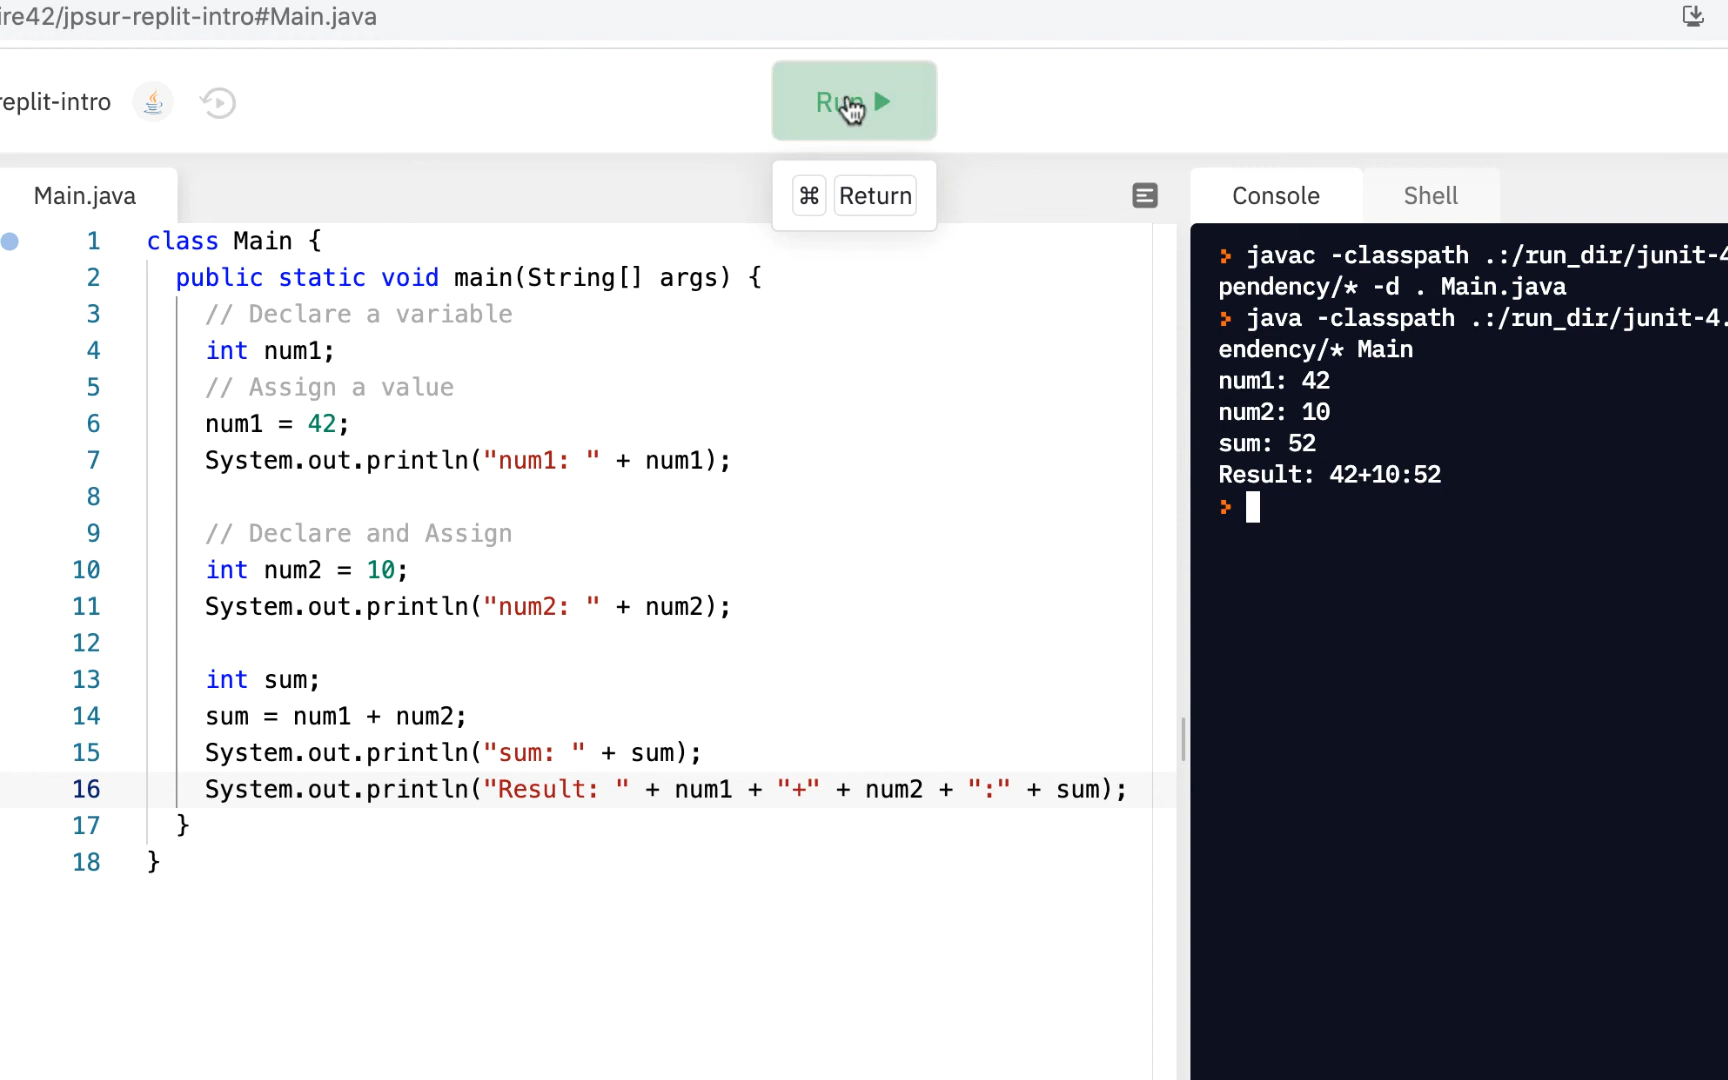 ire42/jpsur-replit-intro#Main.java
replit-intro
Run
⌘ Return
Main.java
Console
Shell
1 class Main {
2   public static void main(String[] args) {
3     // Declare a variable
4     int num1;
5     // Assign a value
6     num1 = 42;
7     System.out.println("num1: " + num1);
8
9     // Declare and Assign
10     int num2 = 10;
11     System.out.println("num2: " + num2);
12
13     int sum;
14     sum = num1 + num2;
15     System.out.println("sum: " + sum);
16     System.out.println("Result: " + num1 + "+" + num2 + ":" + sum);
17   }
18 }
> javac -classpath .:/run_dir/junit-4
pendency/* -d . Main.java
> java -classpath .:/run_dir/junit-4.
endency/* Main
num1: 42
num2: 10
sum: 52
Result: 42+10:52
>